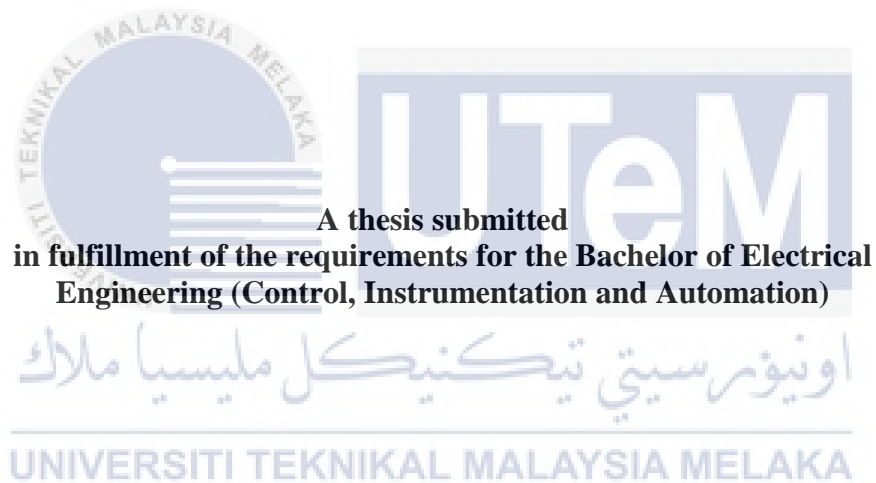 UNIVERSITI TEKNIKAL MALAYSIA MELAKA
UTeM
A thesis submitted
in fulfillment of the requirements for the Bachelor of Electrical
Engineering (Control, Instrumentation and Automation)
اونيۏرسيتي تيكنيكل مليسيا ملاك
UNIVERSITI TEKNIKAL MALAYSIA MELAKA